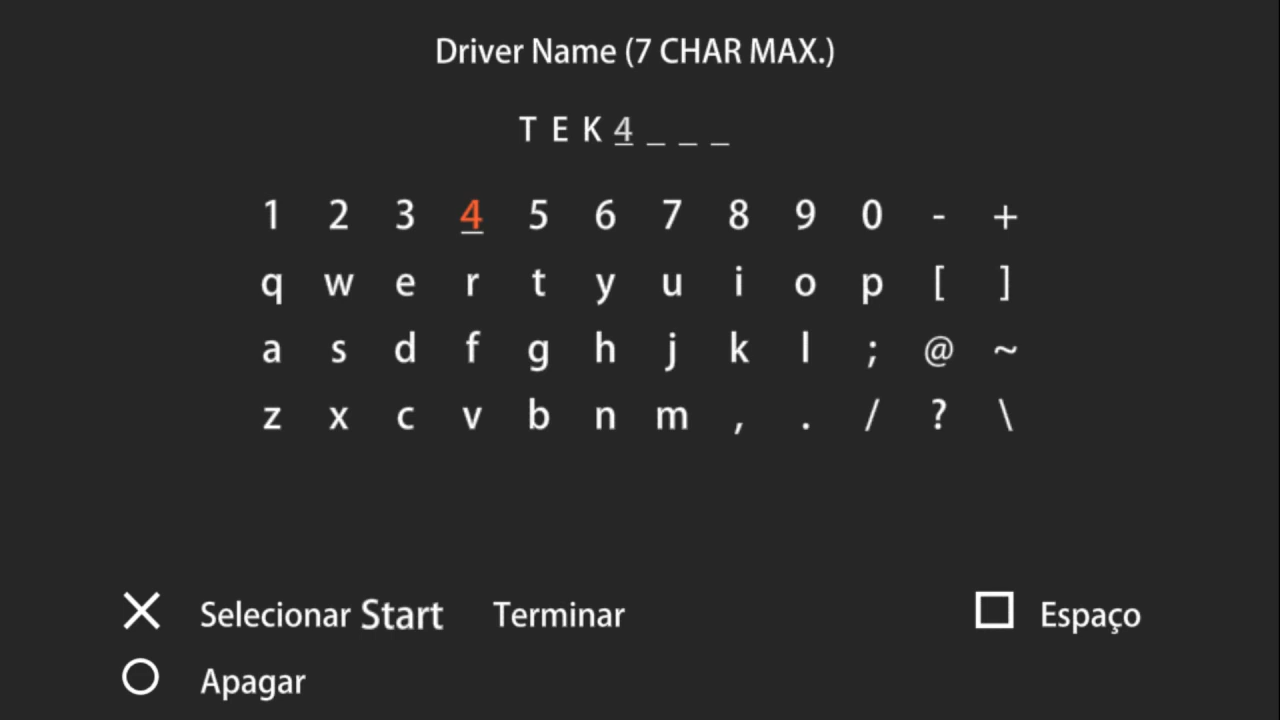 Driver Name (7 CHAR MAX.)
T E K 4 _ _ _
1 2 3 4 5 6 7 8 9 0 - +
q w e r t y u i o p [ ]
a s d f g h j k l ; @ ~
z x c v b n m , . / ? \
Selecionar Start Terminar Espaço
Apagar